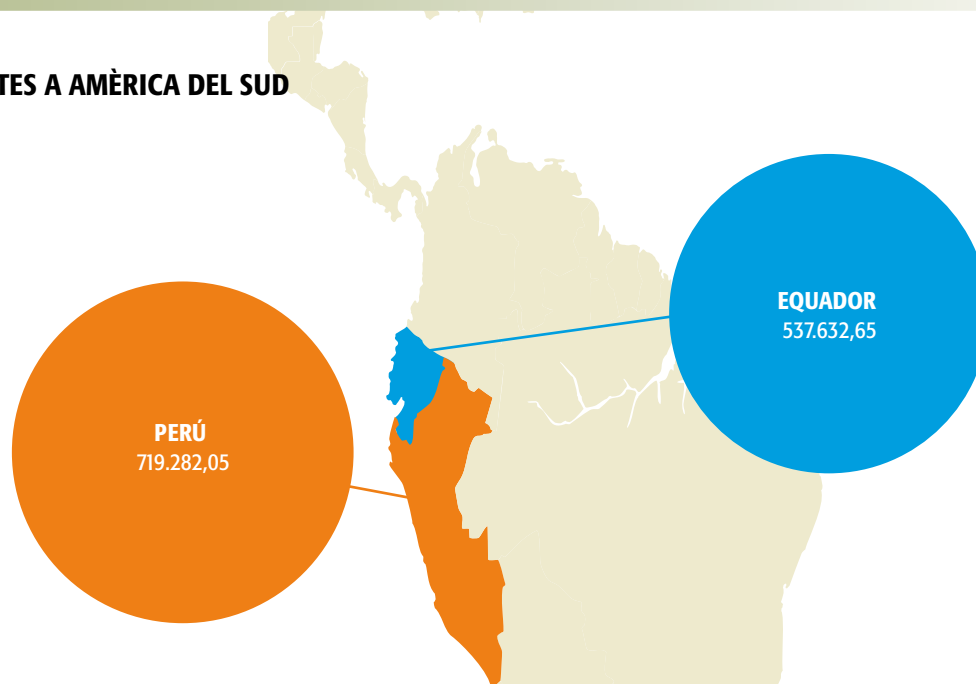 TES A AMÈRICA DEL SUD
EQUADOR
537.632,65
PERÚ
719.282,05